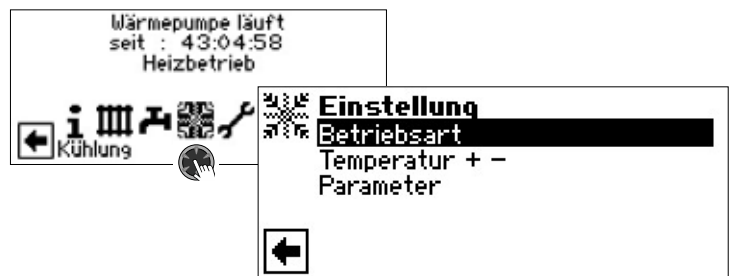 Wärmepumpe läuft
seit : 43:04:58
Heizbetrieb
Kühlung
Einstellung
Betriebsart
Temperatur + −
Parameter